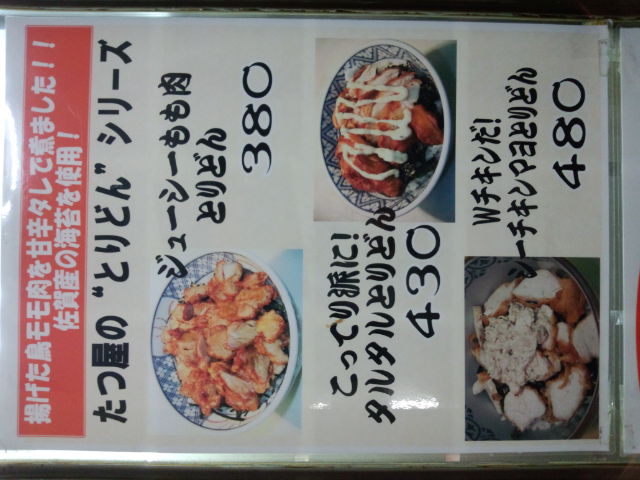 揚げた鳥モモ肉を甘辛タレで煮ました！！
佐賀産の海苔を使用！
たつ屋の“とりどん”シリーズ
ジューシーもも肉
とりどん
380
こってり派に！
タルタルとりどん
430
Wチキンだ！
シーチキンマヨとりどん
480